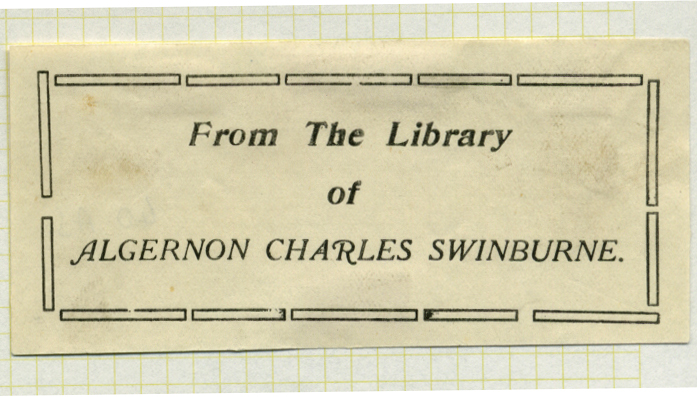 From The Library
of
ALGERNON CHARLES SWINBURNE.